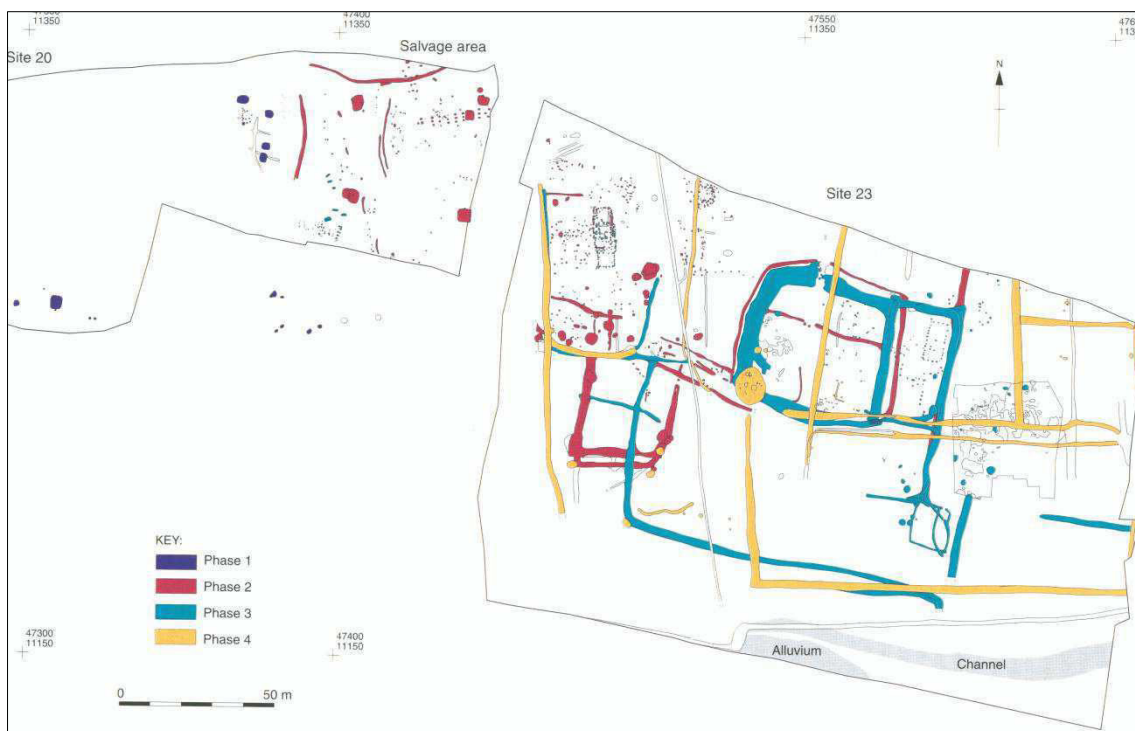 47400
11350
47550
11350
11350
Site 20
Salvage area
N
Site 23
KEY:
Phase 1
Phase 2
Phase 3
Phase 4
47300
11150
47400
11150
Alluvium
Channel
0
50 m